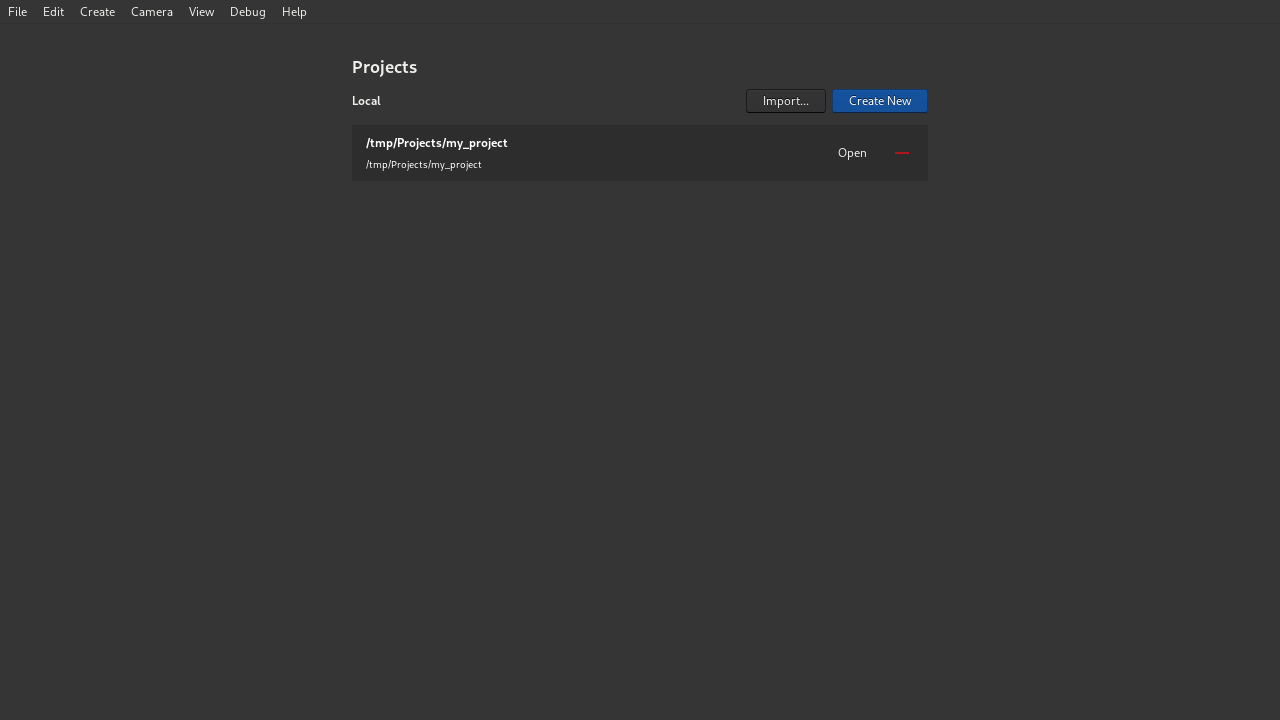 File Edit Create Camera View Debug Help
Projects
Local Import... Create New
/tmp/Projects/my_project
/tmp/Projects/my_project
Open